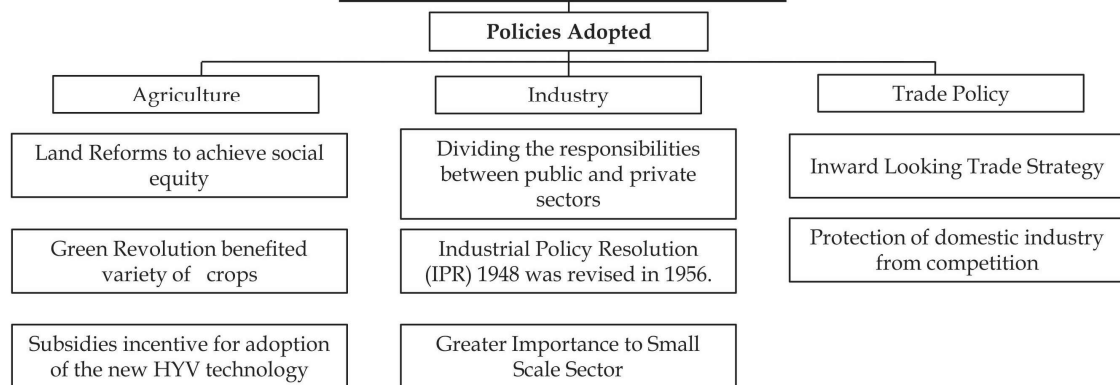 Policies Adopted
Agriculture
Industry
Trade Policy
Land Reforms to achieve social
equity
Green Revolution benefited
variety of crops
Subsidies incentive for adoption
of the new HYV technology
Dividing the responsibilities
between public and private
sectors
Industrial Policy Resolution
(IPR) 1948 was revised in 1956.
Greater Importance to Small
Scale Sector
Inward Looking Trade Strategy
Protection of domestic industry
from competition